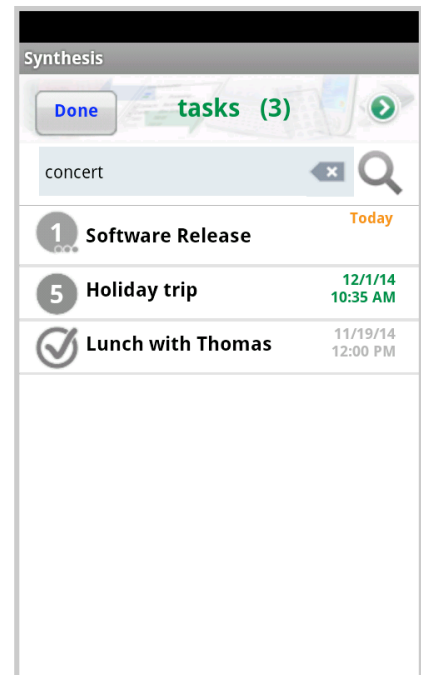 Synthesis
Done tasks (3)
concert
1 Software Release Today
5 Holiday trip 12/1/14
10:35 AM
Lunch with Thomas 11/19/14
12:00 PM